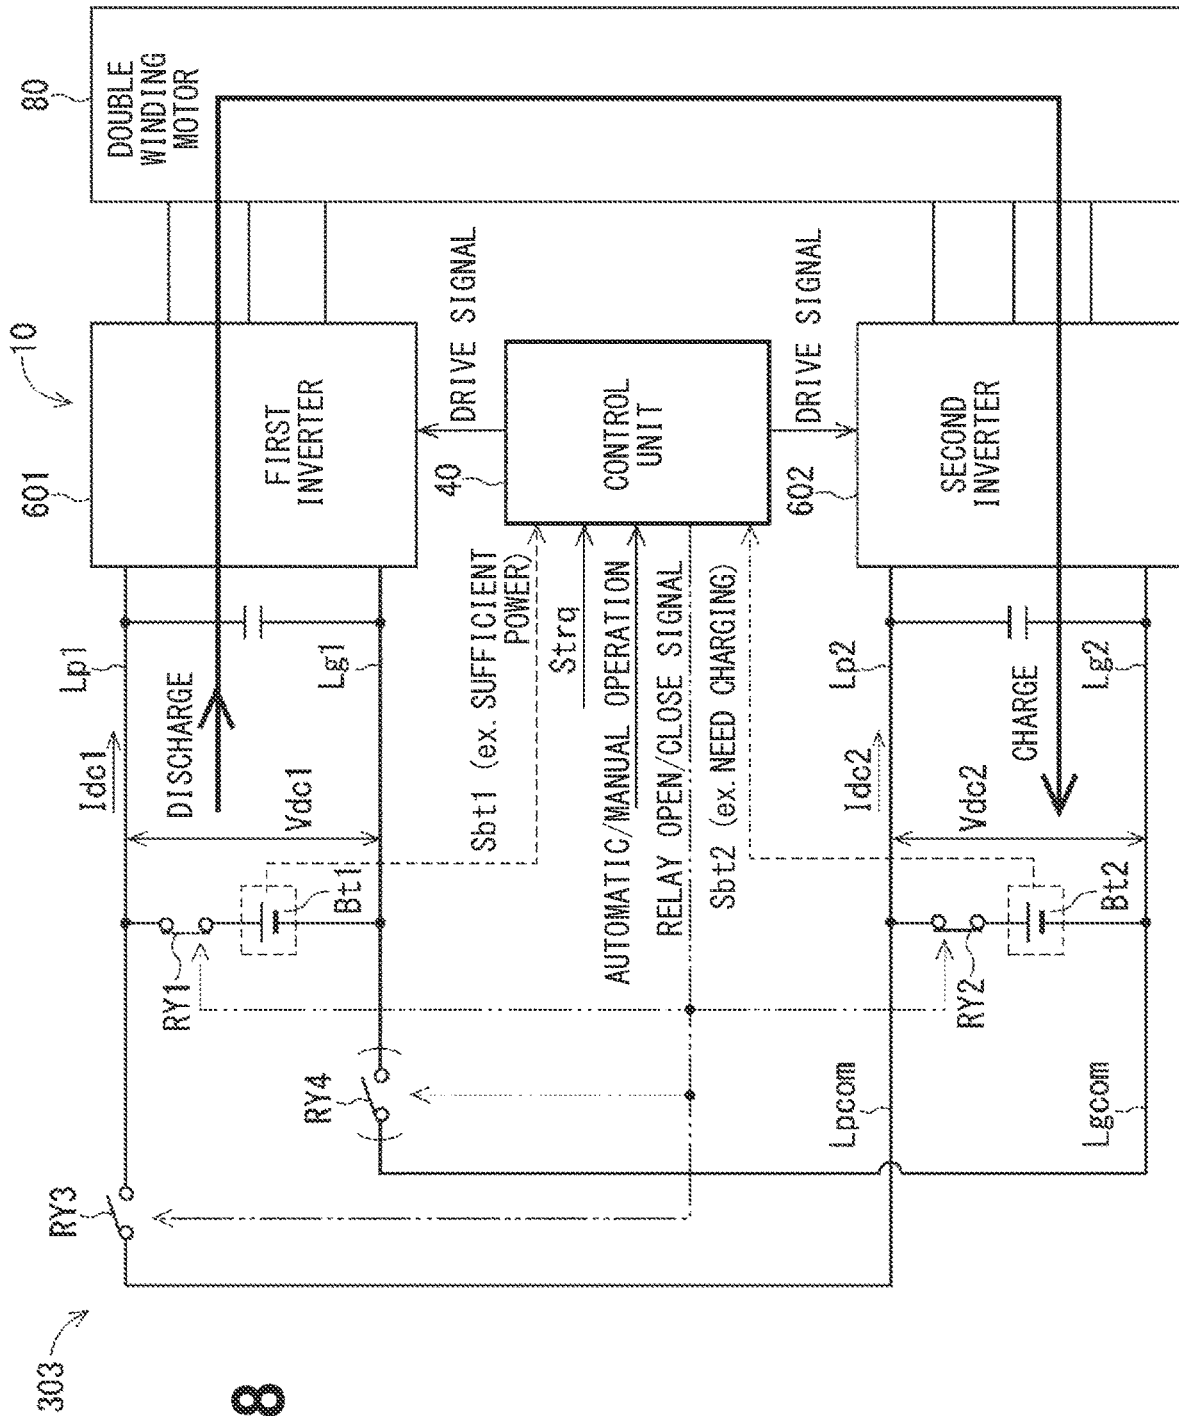 8
303
10
80
DOUBLE
WINDING
MOTOR
601
FIRST
INVERTER
DRIVE SIGNAL
40
CONTROL
UNIT
DRIVE SIGNAL
602
SECOND
INVERTER
Lp1
Idc1
DISCHARGE
Vdc1
Lg1
RY1
Bt1
RY3
RY4
Sbt1 (ex. SUFFICIENT
POWER)
Strq
AUTOMATIC/MANUAL OPERATION
RELAY OPEN/CLOSE SIGNAL
Sbt2 (ex. NEED CHARGING)
Lp2
Idc2
Vdc2
CHARGE
Lg2
RY2
Bt2
Lpcom
Lgcom